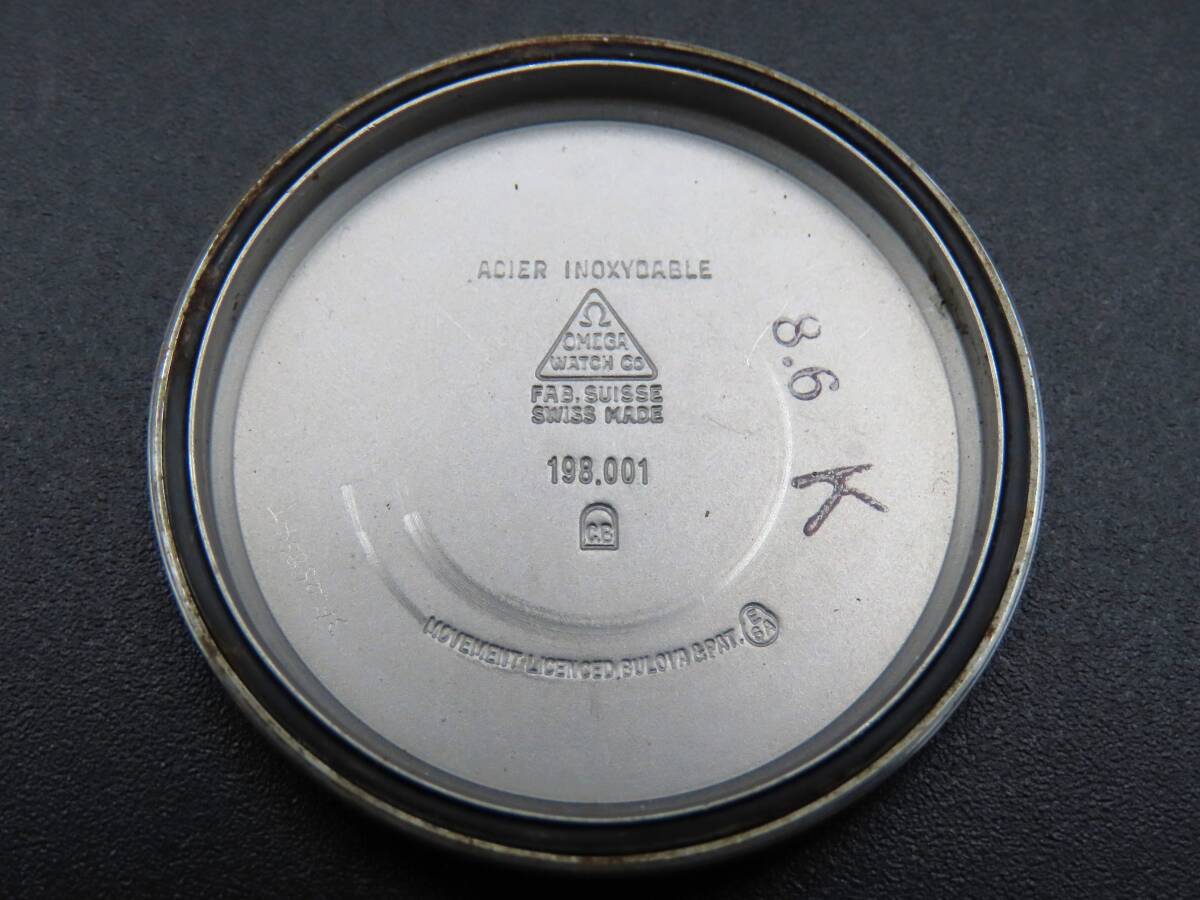 ACIER INOXYDABLE
Ω
OMEGA
WATCH Co
FAB. SUISSE
SWISS MADE
198.001
CB
MOVEMENT LICENCED, BULOVA & PAT.
8.6 K